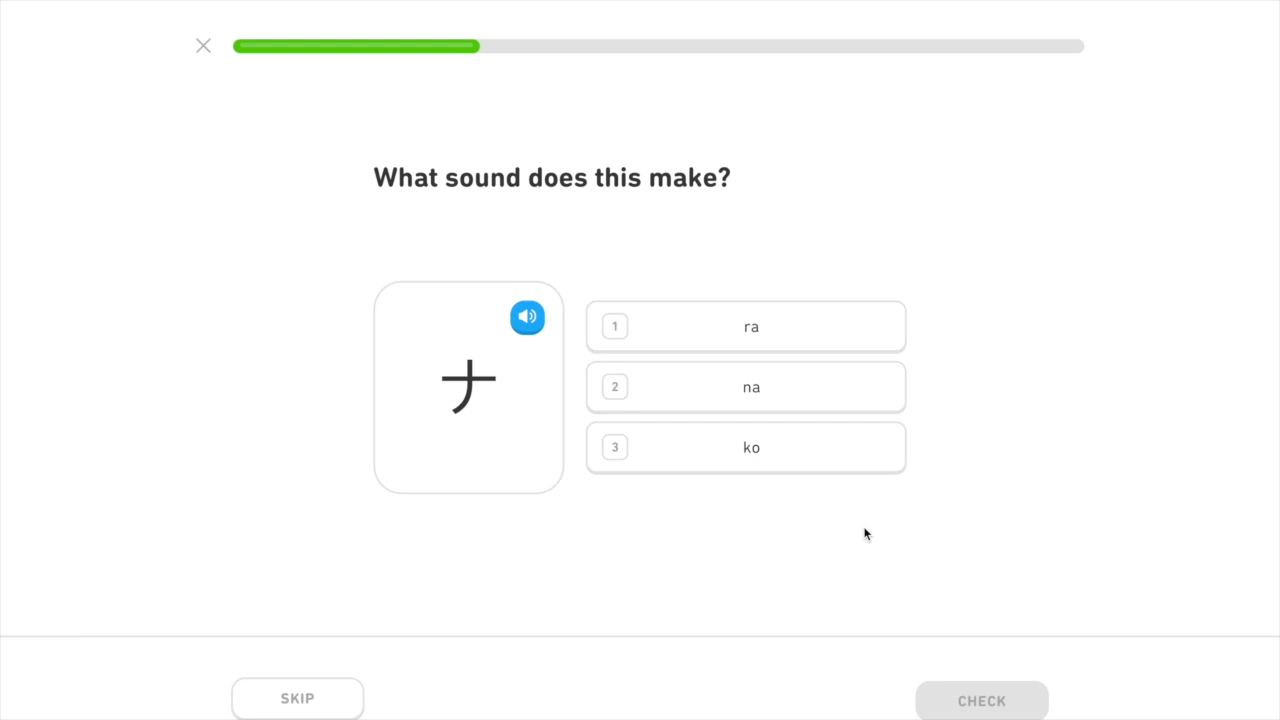 What sound does this make?
ナ
1 ra
2 na
3 ko
SKIP
CHECK